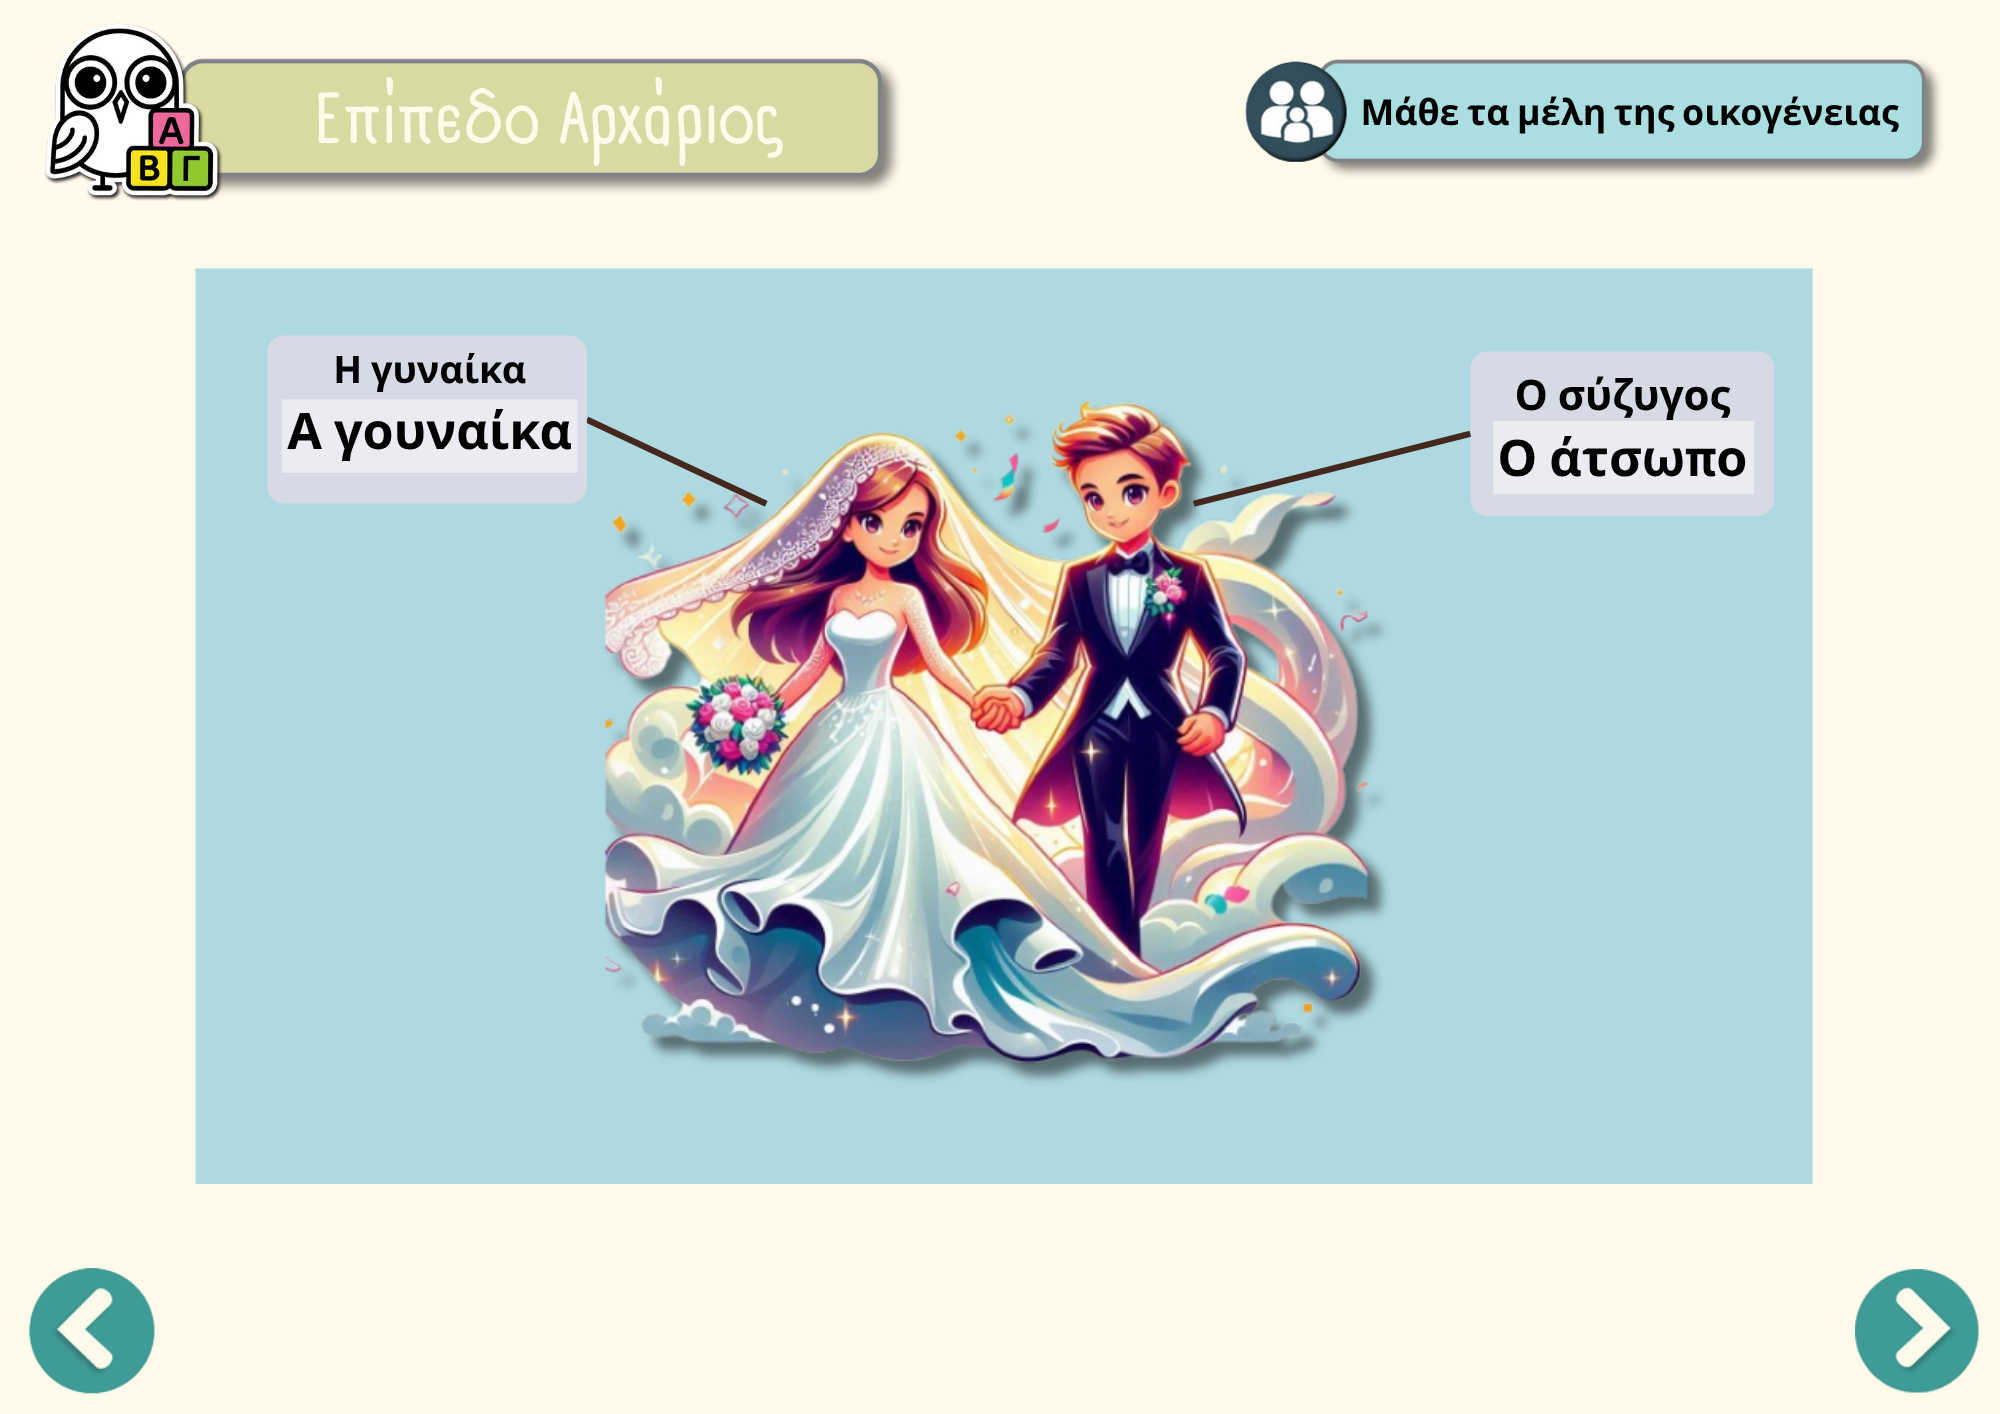 Επίπεδο Αρχάριος
Μάθε τα μέλη της οικογένειας
Α
Β Γ
Η γυναίκα
Α γουναίκα
Ο σύζυγος
Ο άτσωπο